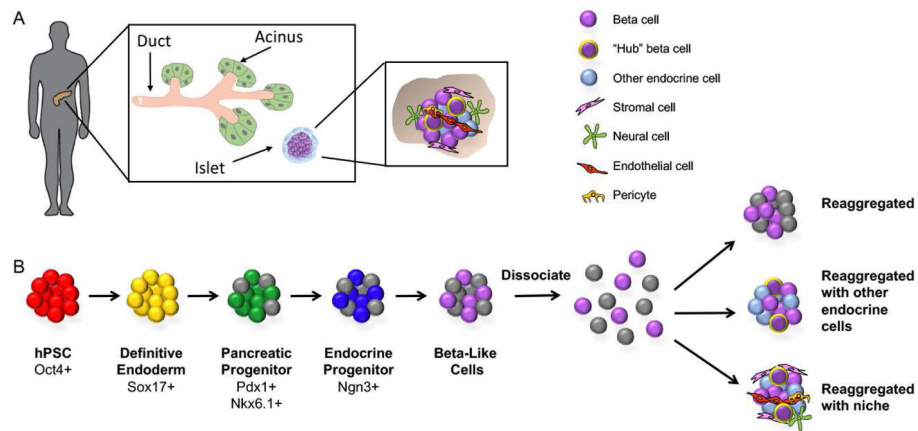 A
Duct
Acinus
Islet
Beta cell
“Hub” beta cell
Other endocrine cell
Stromal cell
Neural cell
Endothelial cell
Pericyte
B
hPSC
Oct4+
Definitive
Endoderm
Sox17+
Pancreatic
Progenitor
Pdx1+
Nkx6.1+
Endocrine
Progenitor
Ngn3+
Beta-Like
Cells
Dissociate
Reaggregated
Reaggregated
with other
endocrine
cells
Reaggregated
with niche